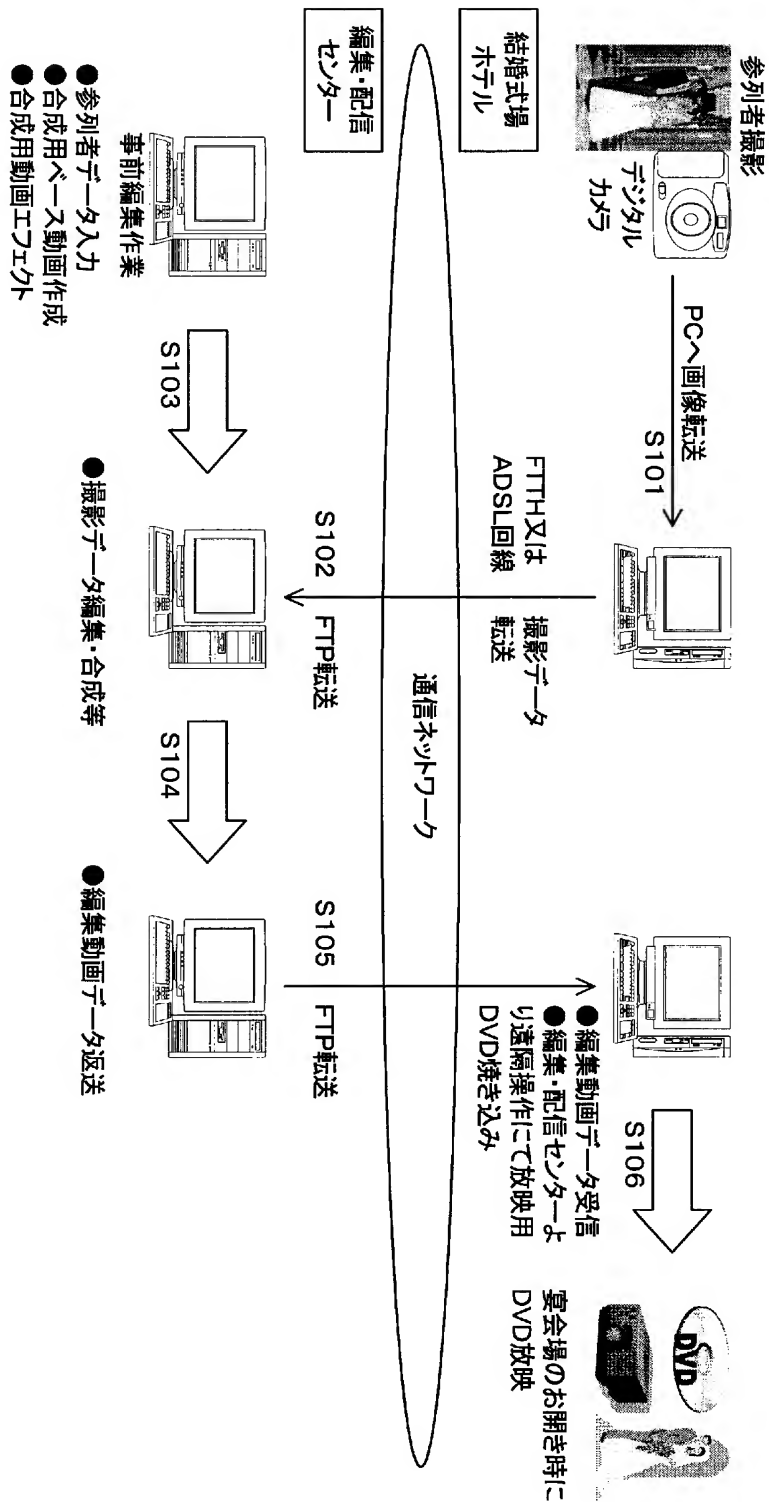 参列者撮影
デジタル
カメラ
結婚式場
ホテル
PCへ画像転送
S101
FTTH又は
ADSL回線
撮影データ
転送
通信ネットワーク
編集・配信
センター
S102
FTP転送
事前編集作業
●参列者データ入力
●合成用ベース動画作成
●合成用動画エフェクト
S103
●撮影データ編集・合成等
S104
●編集動画データ返送
S105
FTP転送
●編集動画データ受信
●編集・配信センターよ
り遠隔操作にて放映用
DVD焼き込み
S106
DVD
宴会場のお開き時に
DVD放映